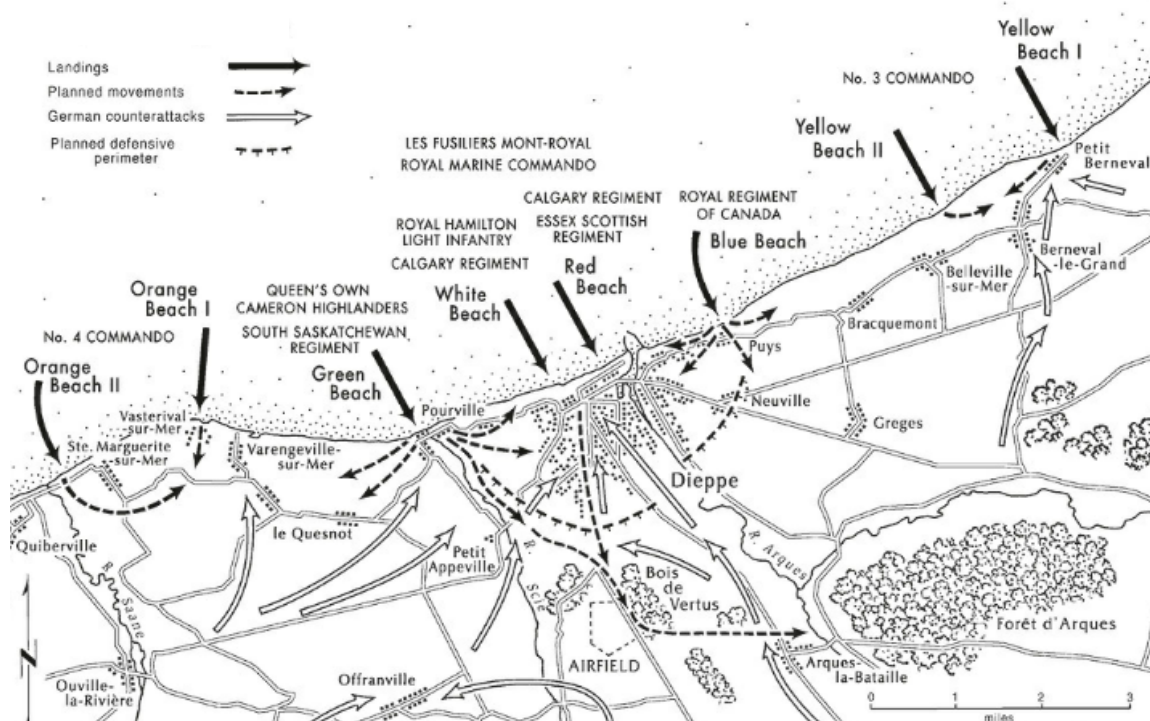 Landings
Planned movements
German counterattacks
Planned defensive
perimeter
Yellow
Beach I
No. 3 COMMANDO
Yellow
Beach II
Petit
Berneval
LES FUSILIERS MONT-ROYAL
ROYAL MARINE COMMANDO
CALGARY REGIMENT
ESSEX SCOTTISH
REGIMENT
Red
Beach
ROYAL REGIMENT
OF CANADA
Blue Beach
ROYAL HAMILTON
LIGHT INFANTRY
CALGARY REGIMENT
White
Beach
QUEEN'S OWN
CAMERON HIGHLANDERS
SOUTH SASKATCHEWAN
REGIMENT
Green
Beach
Orange
Beach I
No. 4 COMMANDO
Orange
Beach II
Berneval
-le-Grand
Belleville
-sur-Mer
Bracquemont
Puys
Neuville
Greges
Pourville
Vasterival
-sur-Mer
Ste. Marguerite
-sur-Mer
Varengeville
-sur-Mer
Dieppe
le Quesnot
Quiberville
Petit
Appeville
R.
Scie
R.
Saane
R. Arques
Bois
de
Vertus
Forêt d'Arques
AIRFIELD
Arques
-la-Bataille
Ouville-
la-Rivière
Offranville
N
0 1 2 3
miles